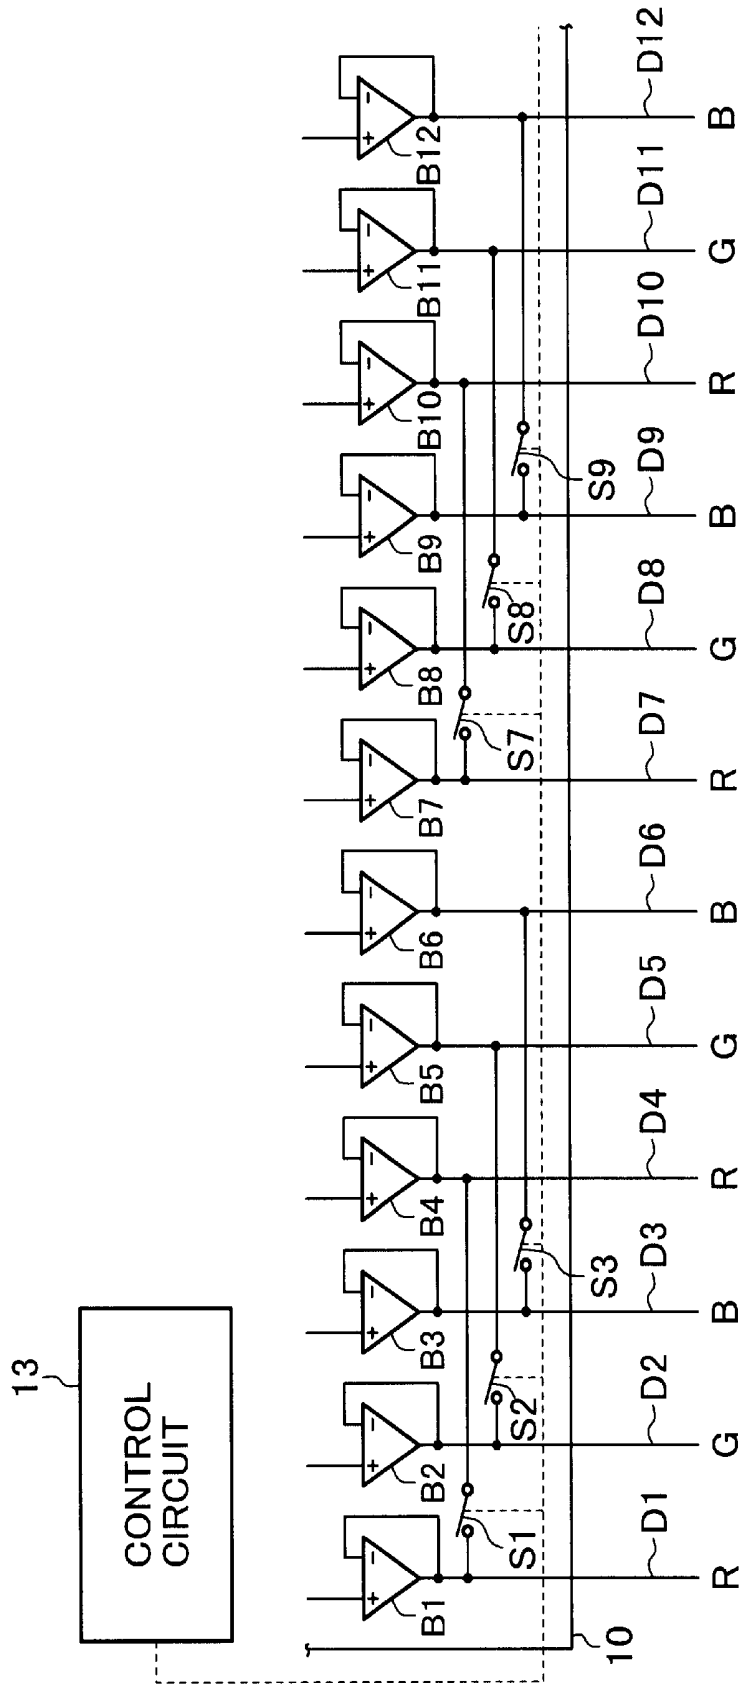 13
CONTROL
CIRCUIT
+ − + − + − + − + − + − + − + − + − + − + − + −
B1 B2 B3 B4 B5 B6 B7 B8 B9 B10 B11 B12
S1 S2 S3 S7 S8 S9
10
D1 D2 D3 D4 D5 D6 D7 D8 D9 D10 D11 D12
R G B R G B R G B R G B